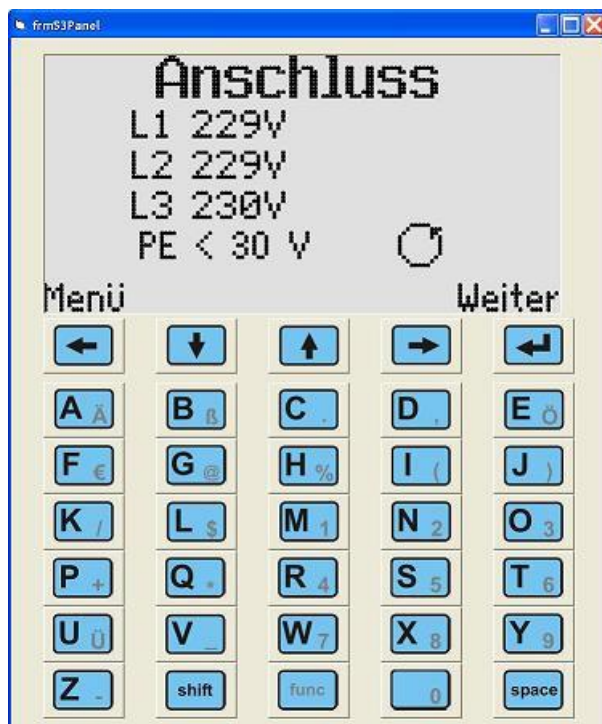 frmS3Panel
Anschluss
L1 229V
L2 229V
L3 230V
PE < 30 V
Menü Weiter
A Ä B ß C . D , E Ö
F € G @ H % I ( J )
K / L $ M 1 N 2 O 3
P + Q * R 4 S 5 T 6
U Ü V _ W 7 X 8 Y 9
Z - shift func 0 space